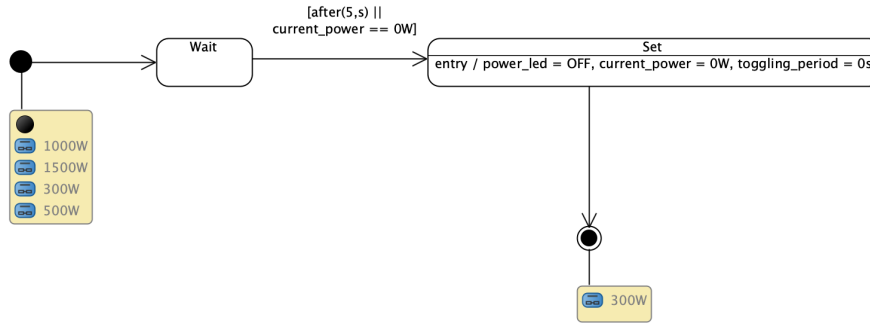 [after(5,s) ||
current_power == 0W]
Wait
Set
entry / power_led = OFF, current_power = 0W, toggling_period = 0s
1000W
1500W
300W
500W
300W